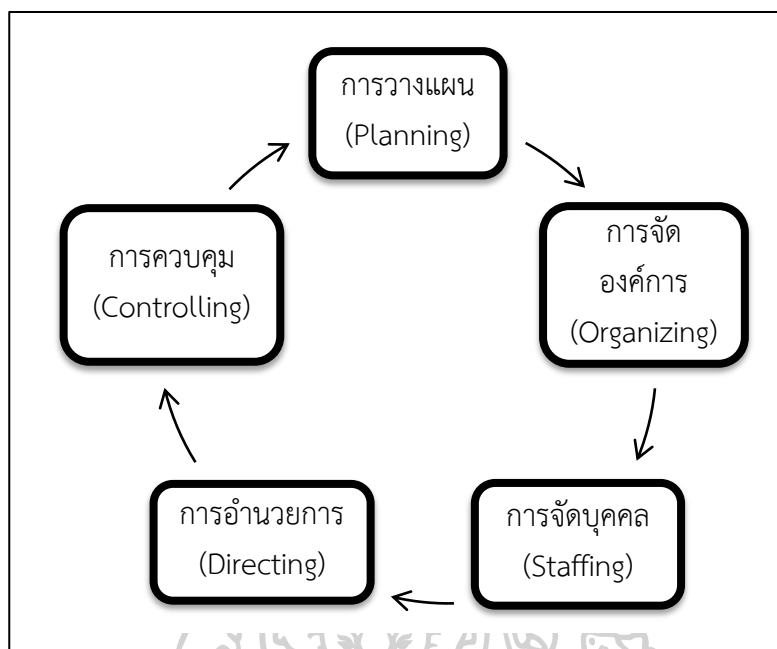 การวางแผน
(Planning)
การจัด
องค์การ
(Organizing)
การจัดบุคคล
(Staffing)
การอำนวยการ
(Directing)
การควบคุม
(Controlling)